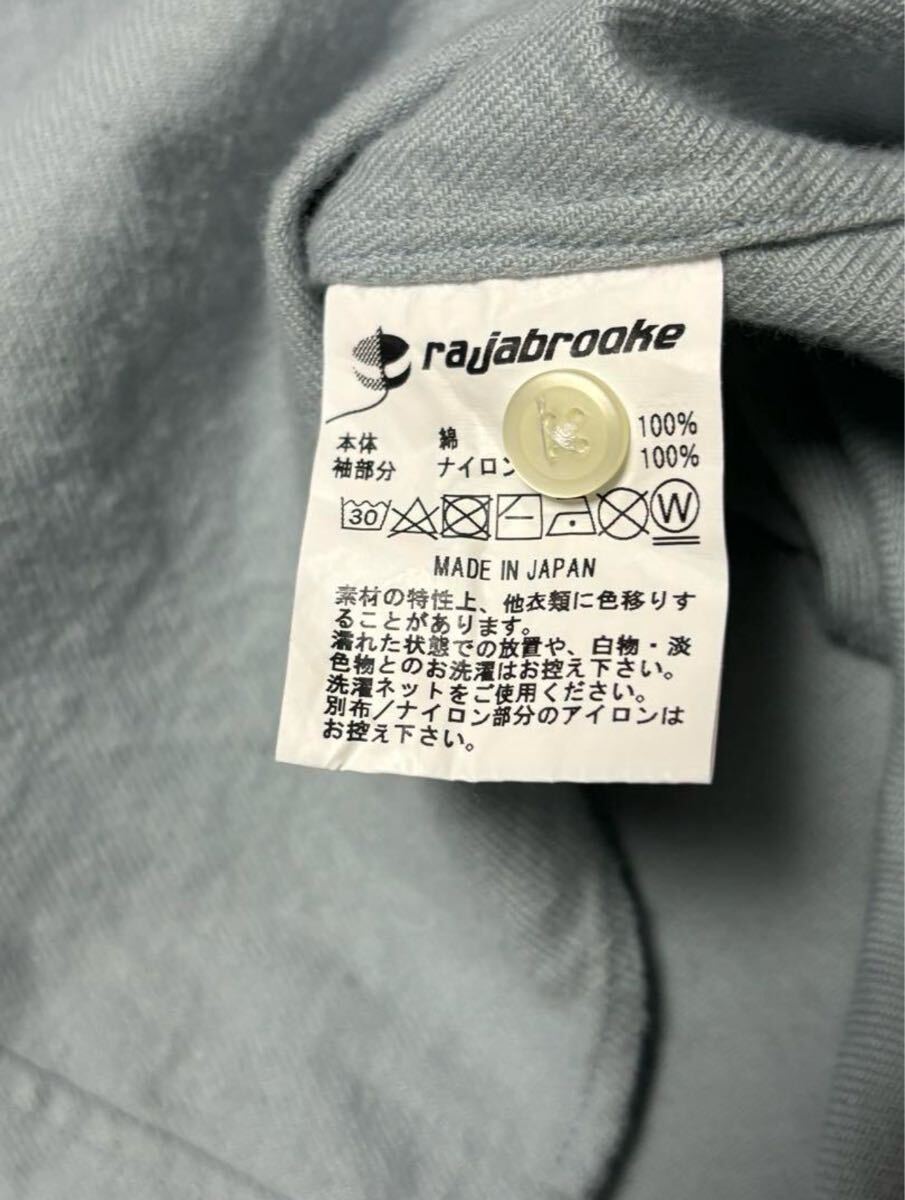 rajabrooke
本体 綿 100%
袖部分 ナイロン 100%
30 W
MADE IN JAPAN
素材の特性上、他衣類に色移りす
ることがあります。
濡れた状態での放置や、白物・淡
色物とのお洗濯はお控え下さい。
洗濯ネットをご使用ください。
別布/ナイロン部分のアイロンは
お控え下さい。